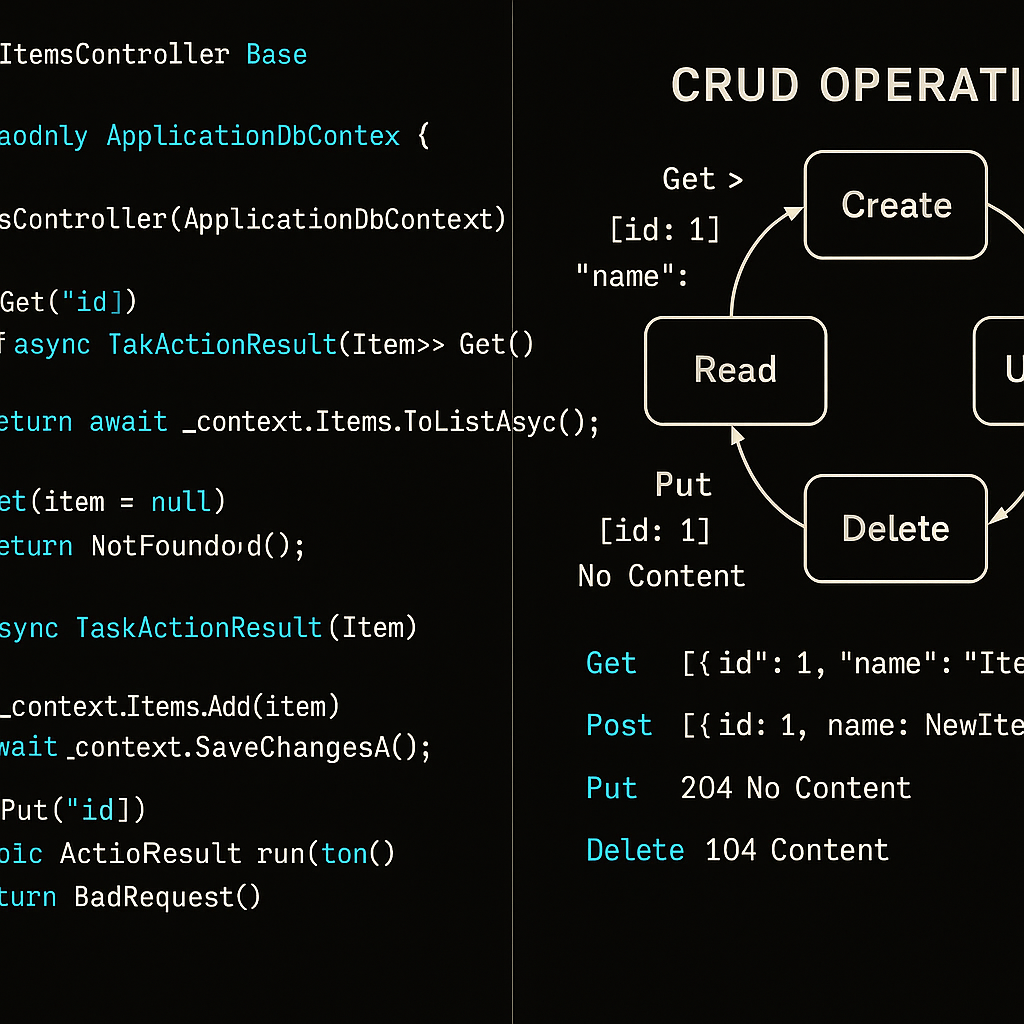 ItemsController Base
aodnly ApplicationDbContex {
sController(ApplicationDbContext)
Get("id])
f async TakActionResult(Item>> Get()
eturn await _context.Items.ToListAsyc();
et(item = null)
eturn NotFoundoıd();
sync TaskActionResult(Item)
_context.Items.Add(item)
wait _context.SaveChangesA();
Put("id])
oic ActioResult run(ton()
turn BadRequest()
CRUD OPERATI
Get >
[id: 1]
"name":
Create
Read
U
Put
[id: 1]
No Content
Delete
Get [{id": 1, "name": "Ite
Post [{id: 1, name: NewIte
Put 204 No Content
Delete 104 Content